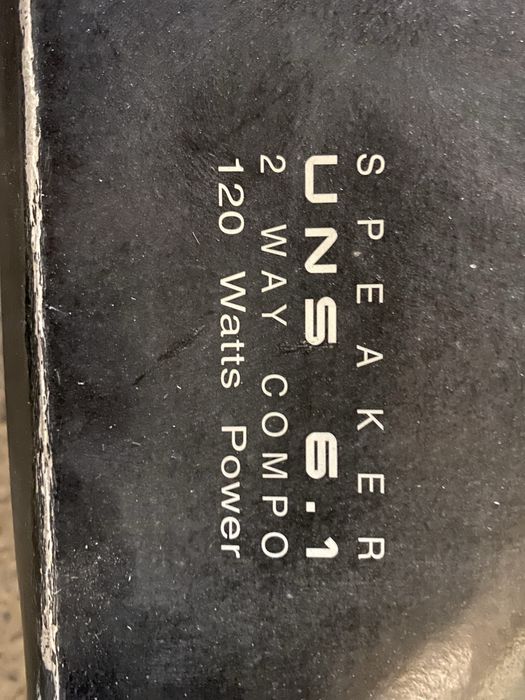 SPEAKER
UNS 6.1
2 WAY COMPO
120 Watts Power